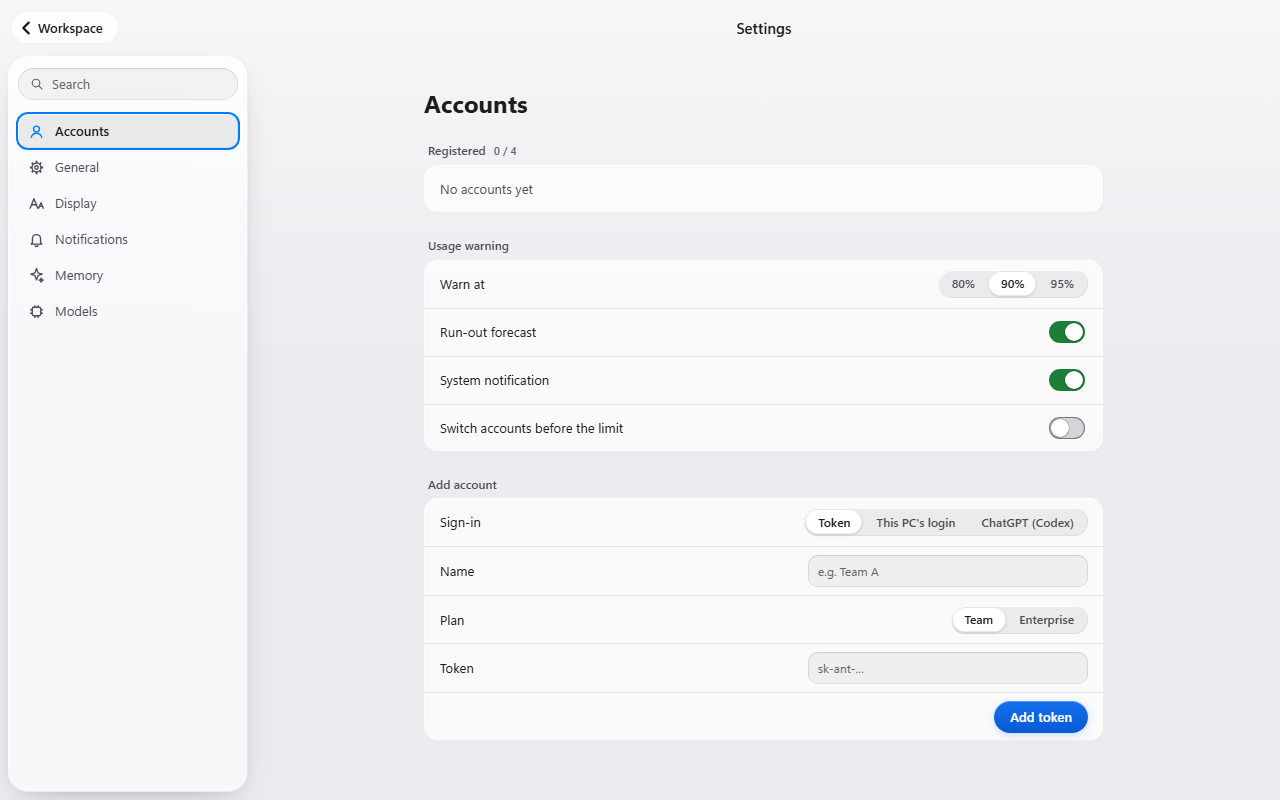 Workspace
Settings
Search
Accounts
General
Display
Notifications
Memory
Models
Accounts
Registered 0 / 4
No accounts yet
Usage warning
Warn at 80% 90% 95%
Run-out forecast
System notification
Switch accounts before the limit
Add account
Sign-in Token This PC's login ChatGPT (Codex)
Name e.g. Team A
Plan Team Enterprise
Token sk-ant-...
Add token